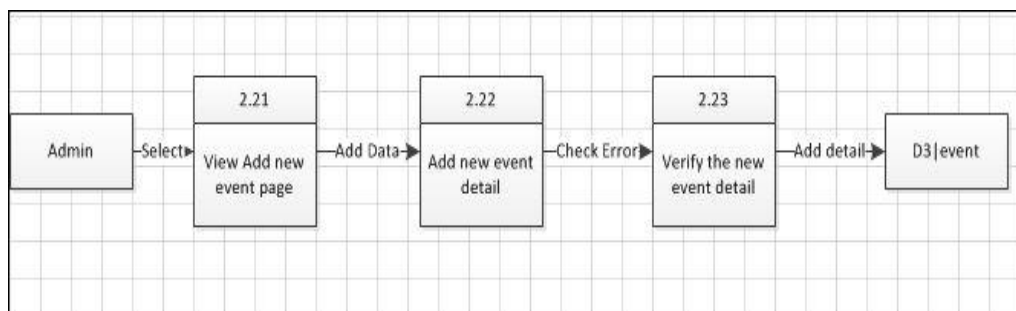 Admin
Select
2.21
View Add new
event page
Add Data
2.22
Add new event
detail
Check Error
2.23
Verify the new
event detail
Add detail
D3|event